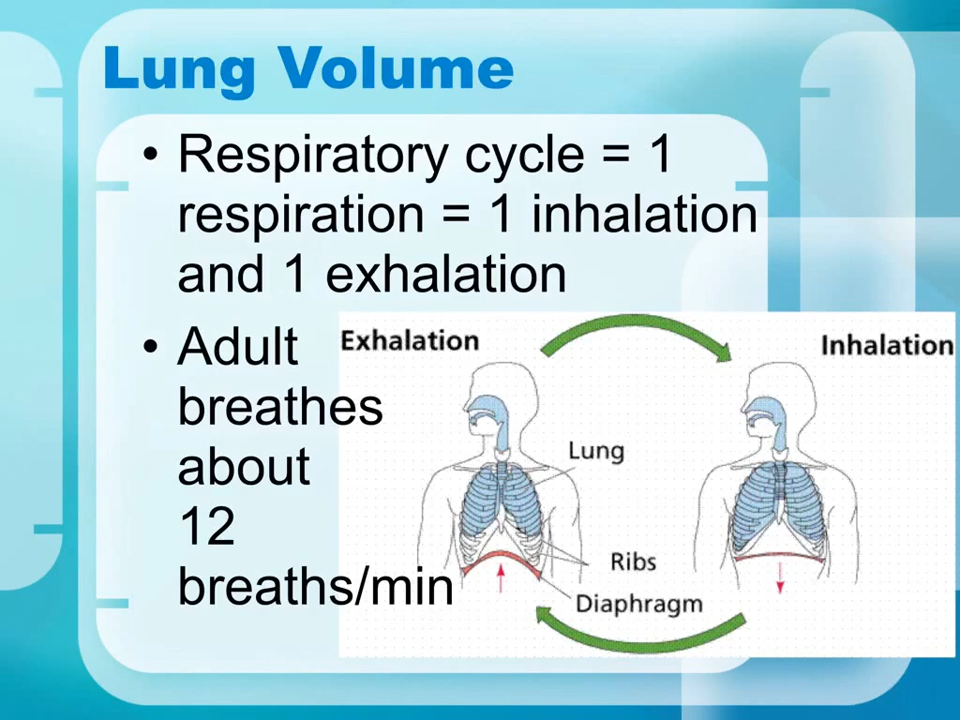 Lung Volume
• Respiratory cycle = 1
respiration = 1 inhalation
and 1 exhalation
• Adult
breathes
about
12
breaths/min
Exhalation
Inhalation
Lung
Ribs
Diaphragm